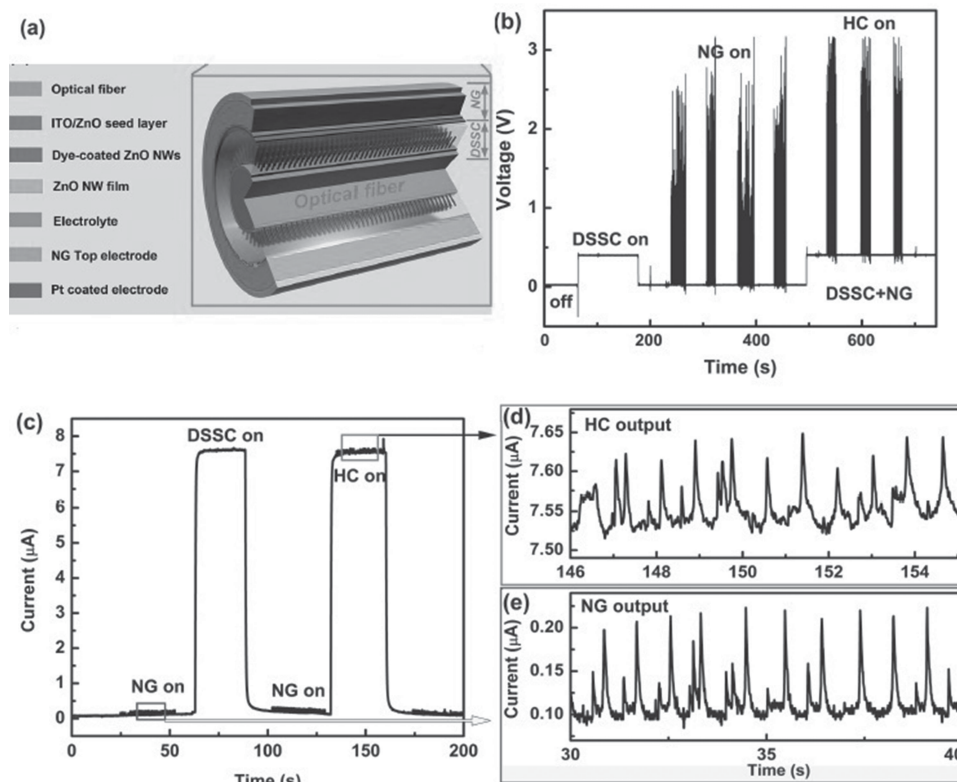 (a)
Optical fiber
ITO/ZnO seed layer
Dye-coated ZnO NWs
ZnO NW film
Electrolyte
NG Top electrode
Pt coated electrode
NG
DSSC
Optical fiber
(b)
Voltage (V)
3
2
1
0
HC on
NG on
DSSC on
off
DSSC+NG
0 200 400 600
Time (s)
(c)
Current (µA)
8
7
6
5
4
3
2
1
0
DSSC on
HC on
NG on
NG on
0 50 100 150 200
Time (s)
(d)
HC output
Current (µA)
7.65
7.60
7.55
7.50
146 148 150 152 154
(e)
NG output
Current (µA)
0.20
0.15
0.10
30 35 40
Time (s)